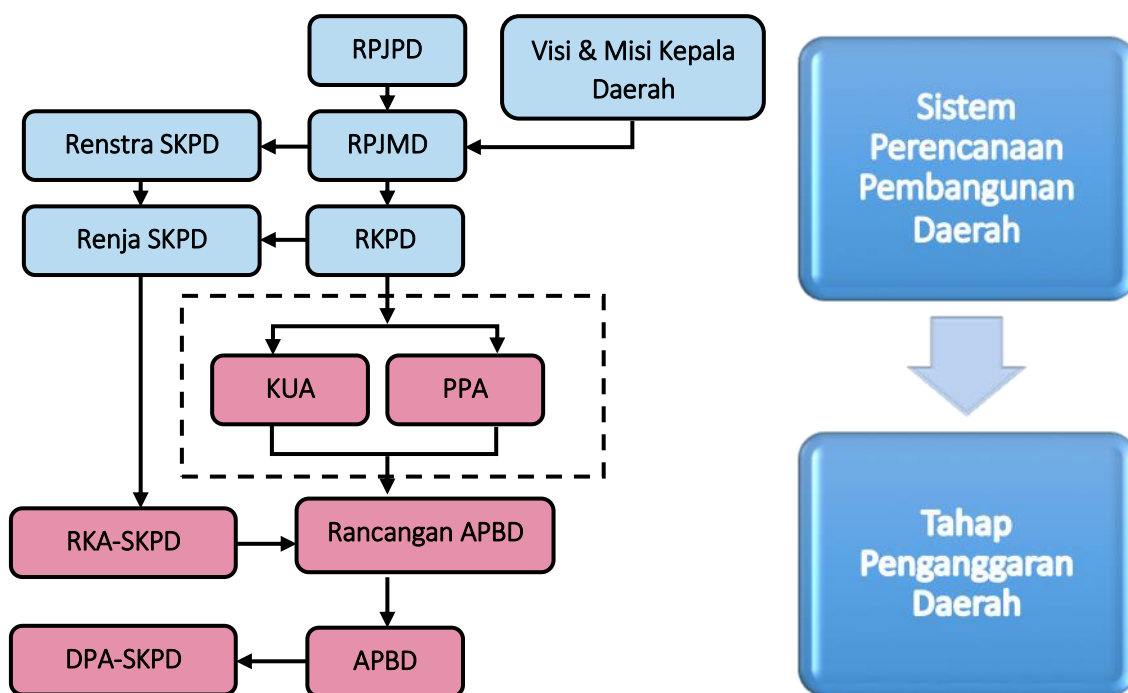 RPJPD
Visi & Misi Kepala
Daerah
Renstra SKPD
RPJMD
Renja SKPD
RKPD
KUA
PPA
RKA-SKPD
Rancangan APBD
DPA-SKPD
APBD
Sistem
Perencanaan
Pembangunan
Daerah
Tahap
Penganggaran
Daerah